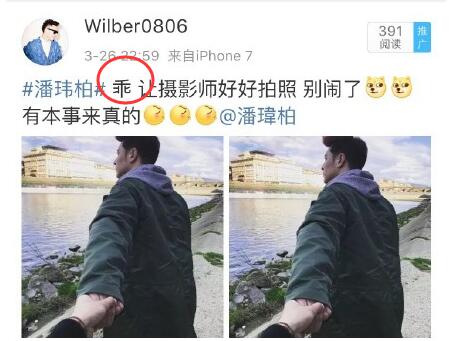 Wilber0806
3-26 22:59 来自iPhone 7
391
阅读
推广
#潘玮柏# 乖 让摄影师好好拍照 别闹了
有本事来真的@潘瑋柏